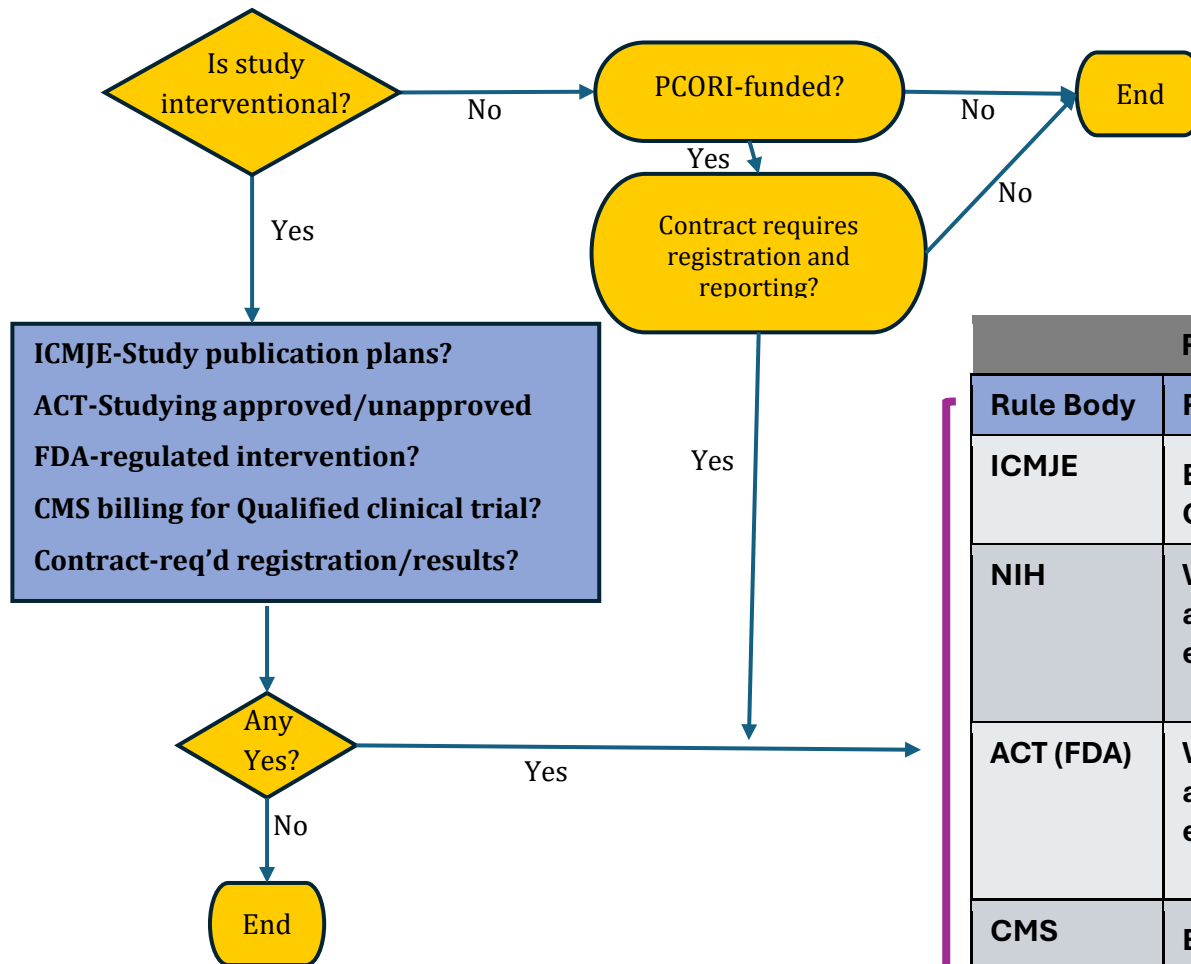 Is study
interventional?
No
PCORI-funded?
No
End
Yes
No
Contract requires
registration and
reporting?
Yes
Yes
ICMJE-Study publication plans?
ACT-Studying approved/unapproved
FDA-regulated intervention?
CMS billing for Qualified clinical trial?
Contract-req'd registration/results?
Any
Yes?
Yes
No
End
Rule Body
ICMJE
NIH
ACT (FDA)
CMS